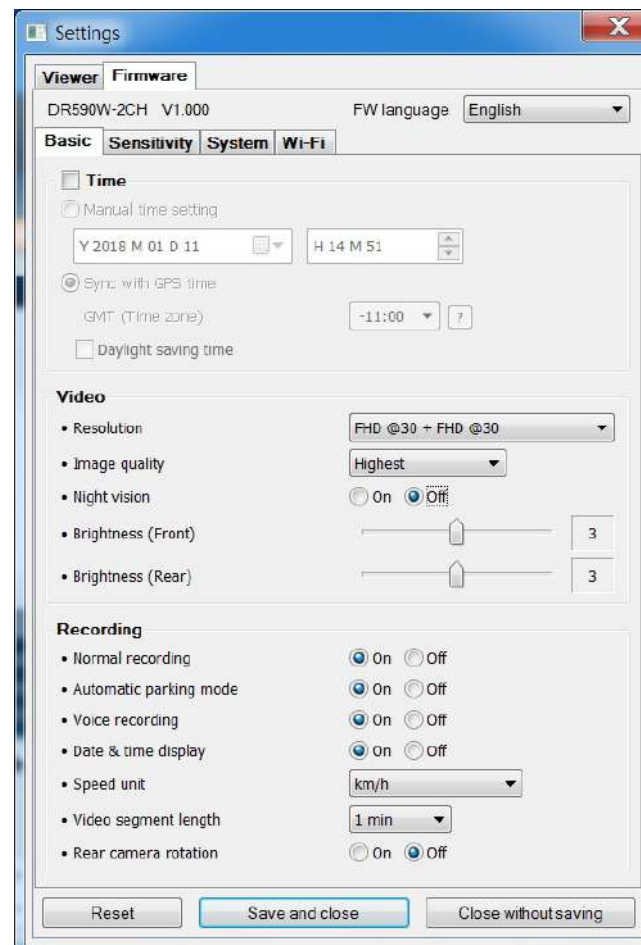 Settings
Viewer Firmware
DR590W-2CH V1.000 FW language English
Basic Sensitivity System Wi-Fi
Time
Manual time setting
Y 2018 M 01 D 11 H 14 M 51
Sync with GPS time
GMT (Time zone) -11:00 ?
Daylight saving time
Video
• Resolution FHD @30 + FHD @30
• Image quality Highest
• Night vision On Off
• Brightness (Front) 3
• Brightness (Rear) 3
Recording
• Normal recording On Off
• Automatic parking mode On Off
• Voice recording On Off
• Date & time display On Off
• Speed unit km/h
• Video segment length 1 min
• Rear camera rotation On Off
Reset Save and close Close without saving